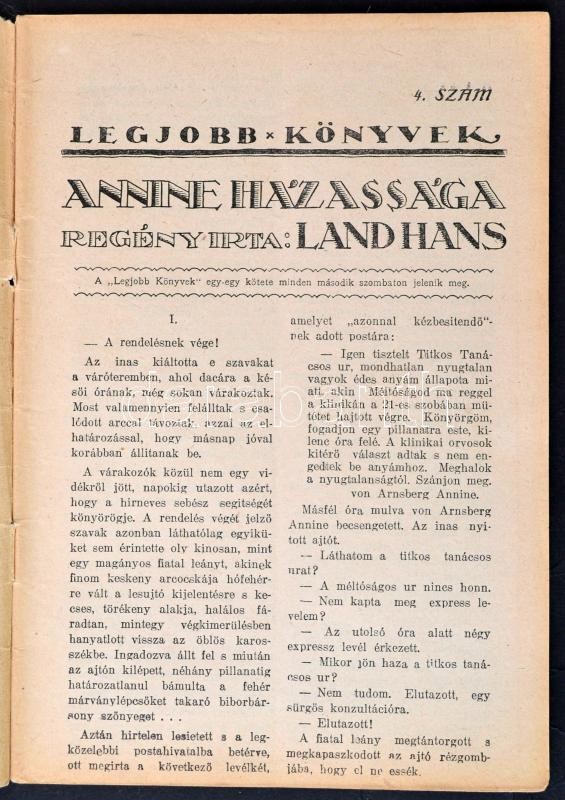 4. SZÁM
LEGJOBB × KÖNYVEK
ANNINE HÁZASSÁGA
REGÉNY IRTA: LAND HANS
A „Legjobb Könyvek" egy-egy kötete minden második szombaton jelenik meg.
I.
— A rendelésnek vége!
Az inas kiáltotta e szavakat
a váróteremben, ahol dacára a ké-
söi órának, még sokan várakoztak.
Most valamennyien felálltak s csa-
lódott arccal távoztak, azzal az el-
határozással, hogy másnap jóval
korábban állitanak be.
A várakozók közül nem egy vi-
dékről jött, napokig utazott azért,
hogy a hirneves sebész segitségét
könyörögje. A rendelés végét jelző
szavak azonban láthatólag egyikü-
ket sem érintette oly kinosan, mint
egy magányos fiatal leányt, akinek
finom keskeny arcocskája hófehér-
re vált a lesujtó kijelentésre s ke-
cses, törékeny alakja, halálos fá-
radtan, mintegy végkimerülésben
hanyatlott vissza az öblös karos-
székbe. Ingadozva állt fel s miután
az ajtón kilépett, néhány pillanatig
határozatlanul bámulta a fehér
márványlépcsöket takaró biborbár-
sony szönyeget . . .
Aztán hirtelen lesietett s a leg-
közelebbi postahivatalba betérve,
ott megirta a következő levélkét,
amelyet „azonnal kézbesitendő"-
nek adott postára:
— Igen tisztelt Titkos Taná-
csos ur, mondhatlan nyugtalan
vagyok édes anyám állapota mi-
att, akin Méltóságod ma reggel
a klinikán a 21-es szobában mü-
tétet hajtott végre. Könyörgöm,
fogadjon egy pillanatra este, ki-
lenc óra felé. A klinikai orvosok
kitérő választ adtak s nem en-
gedtek be anyámhoz. Meghalok
a nyugtalanságtól. Szánjon meg.
von Arnsberg Annine.
Másfél óra mulva von Arnsberg
Annine becsengetett. Az inas nyi-
tott ajtót.
— Láthatom a titkos tanácsos
urat?
— A méltóságos ur nincs honn.
— Nem kapta meg express le-
velem?
— Az utolsó óra alatt négy
expressz levél érkezett.
— Mikor jön haza a titkos taná-
csos ur?
— Nem tudom. Elutazott, egy
sürgös konzultációra.
— Elutazott!
A fiatal leány megtántorgott s
megkapaszkodott az ajtó rézgomb-
jába, hogy el ne essék.